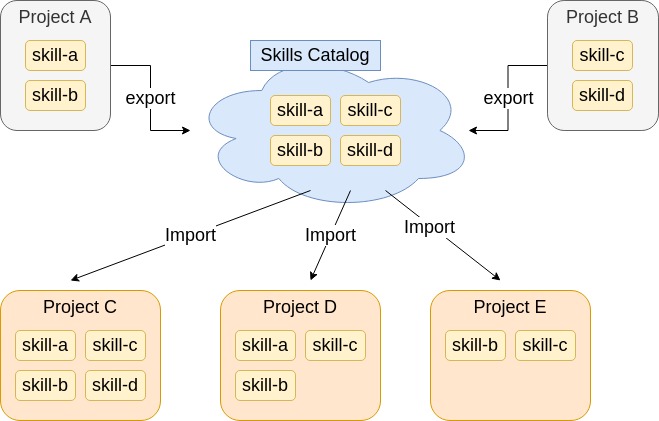 Project A
skill-a
skill-b
export
Skills Catalog
skill-a skill-c
skill-b skill-d
Project B
skill-c
skill-d
export
Import
Import
Import
Project C
skill-a skill-c
skill-b skill-d
Project D
skill-a skill-c
skill-b
Project E
skill-b skill-c